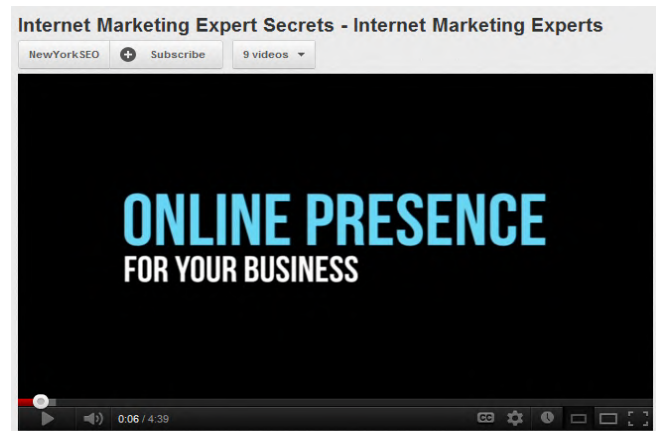 Internet Marketing Expert Secrets - Internet Marketing Experts
NewYorkSEO Subscribe 9 videos
ONLINE PRESENCE
FOR YOUR BUSINESS
0:06 / 4:39 CC